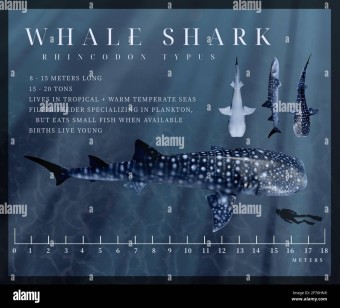 WHALE SHARK
RHINCODON TYPUS
8 - 15 METERS LONG
15 - 20 TONS
LIVES IN TROPICAL + WARM TEMPERATE SEAS
FILTER FEEDER SPECIALIZING IN PLANKTON,
BUT EATS SMALL FISH WHEN AVAILABLE
BIRTHS LIVE YOUNG
0 1 2 3 4 5 6 7 8 9 10 11 12 13 14 15 16 17 18
METERS
alamy